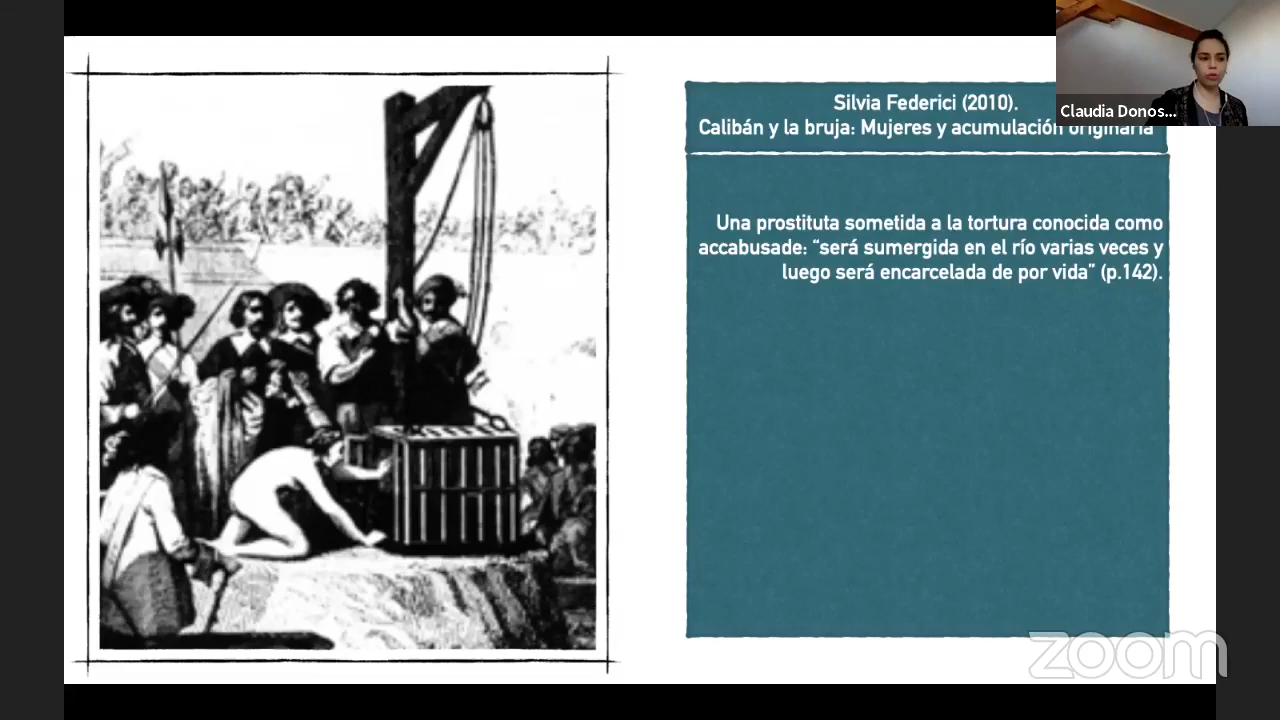 Silvia Federici (2010).
Calibán y la bruja: Mujeres y acumulación originaria
Claudia Donos...
Una prostituta sometida a la tortura conocida como
accabusade: “será sumergida en el río varias veces y
luego será encarcelada de por vida” (p.142).
zoom